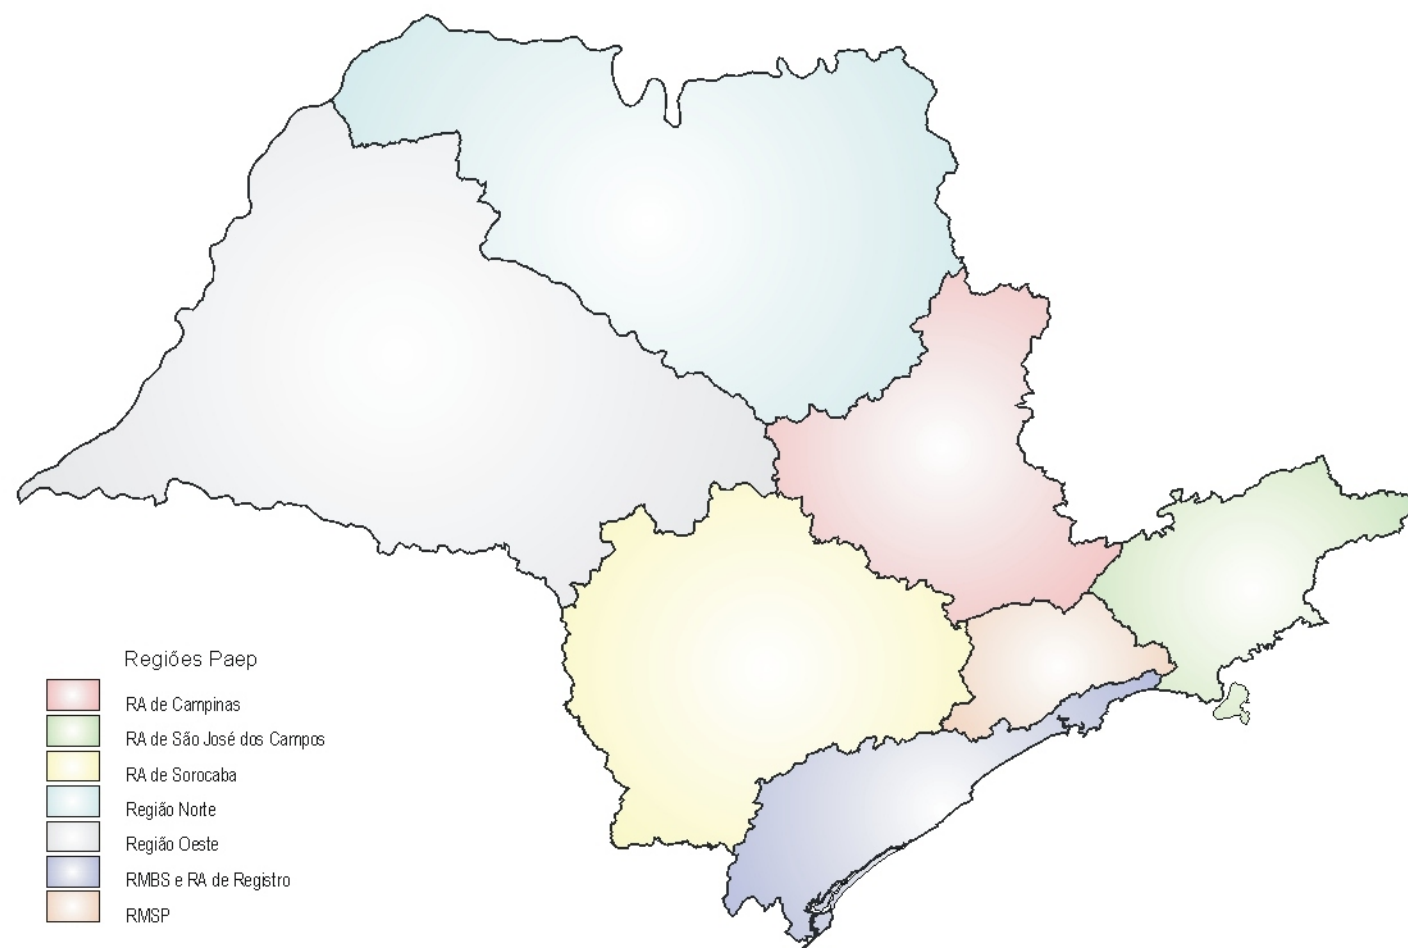 Regiões Paep
RA de Campinas
RA de São José dos Campos
RA de Sorocaba
Região Norte
Região Oeste
RMBS e RA de Registro
RMSP